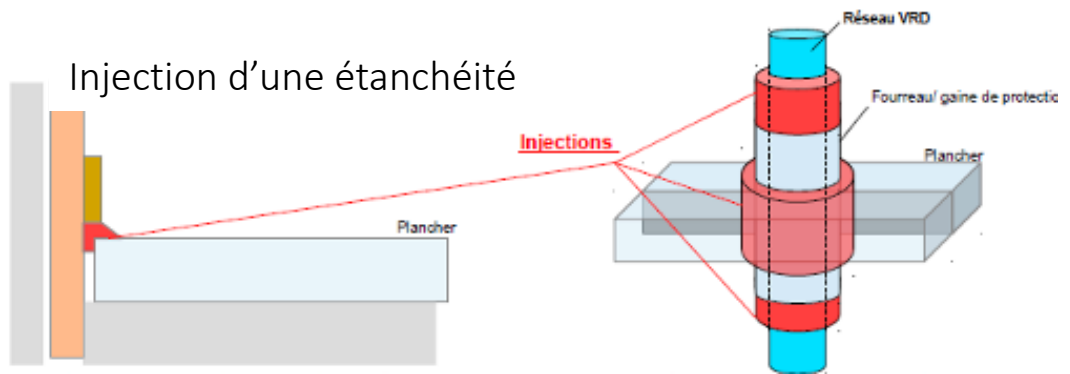 Réseau VRD
Injection d'une étanchéité
Fourreau/ gaine de protectio
Injections
Plancher
Plancher